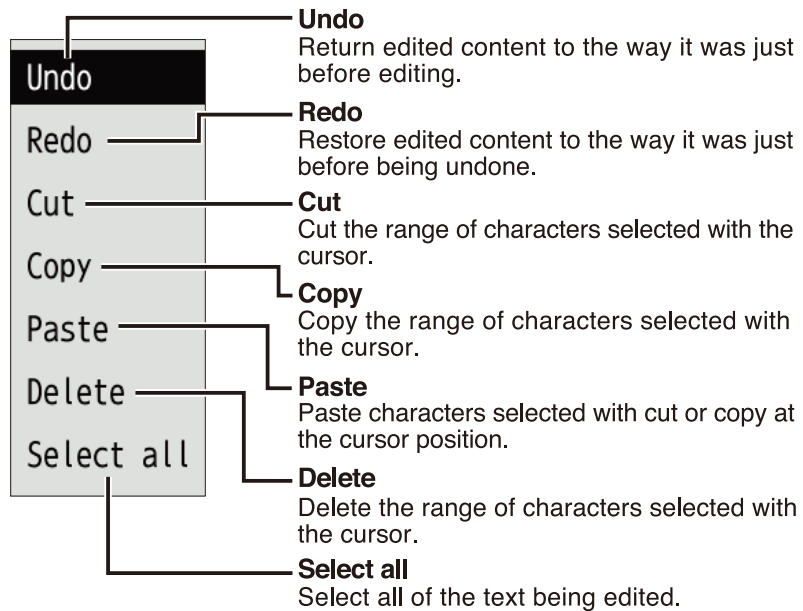 Undo
Redo
Cut
Copy
Paste
Delete
Select all
Undo
Return edited content to the way it was just
before editing.
Redo
Restore edited content to the way it was just
before being undone.
Cut
Cut the range of characters selected with the
cursor.
Copy
Copy the range of characters selected with
the cursor.
Paste
Paste characters selected with cut or copy at
the cursor position.
Delete
Delete the range of characters selected with
the cursor.
Select all
Select all of the text being edited.